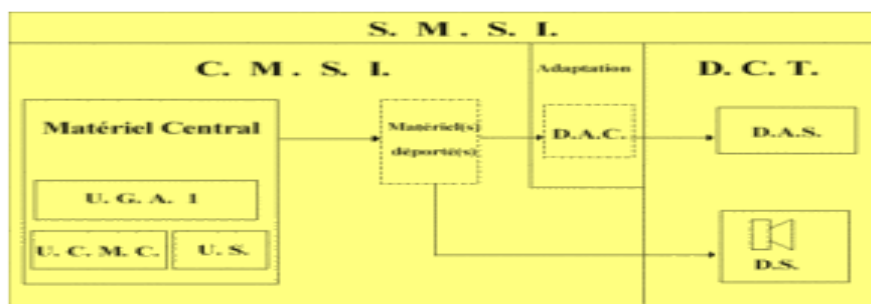 S. M. S. I.
C. M. S. I.
Adaptation
D. C. T.
Matériel Central
Matériel(s)
déporté(s)
D.A.C.
D.A.S.
U. G. A. 1
U. C. M. C.
U. S.
D.S.